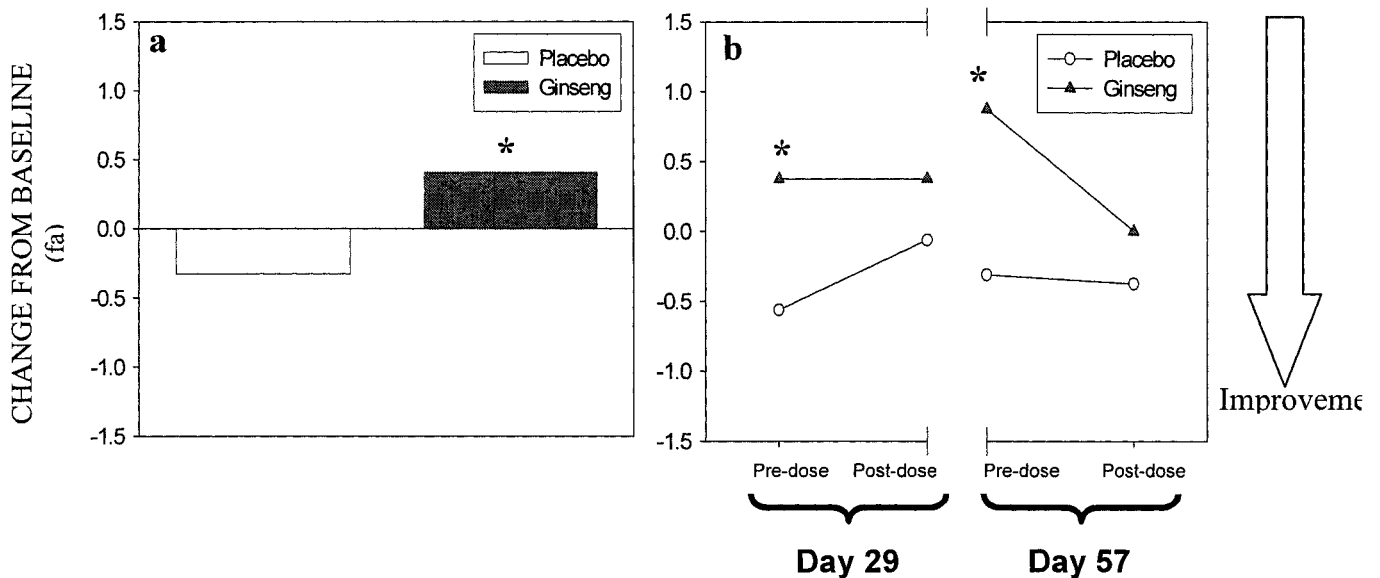 CHANGE FROM BASELINE
(fa)
a
1.5
1.0
0.5
0.0
-0.5
-1.0
-1.5
Placebo
Ginseng
*
b
1.5
1.0
0.5
0.0
-0.5
-1.0
-1.5
Placebo
Ginseng
*
*
Pre-dose Post-dose Pre-dose Post-dose
Day 29 Day 57
Improveme